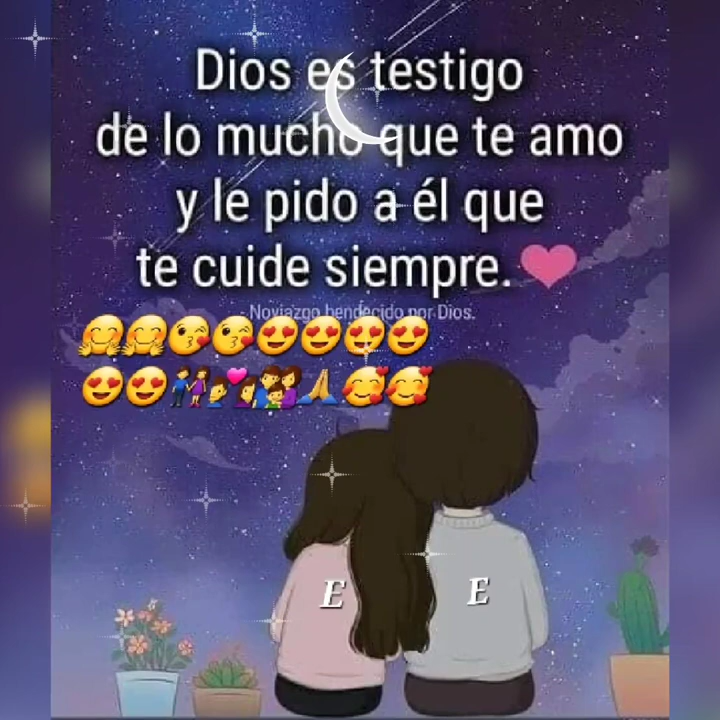 Dios es testigo
de lo mucho que te amo
y le pido a él que
te cuide siempre.
Noviazgo bendecido por Dios.
E E